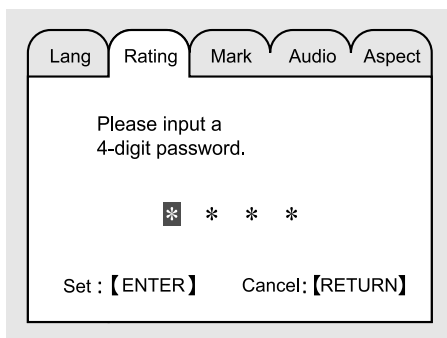 Lang Rating Mark Audio Aspect
Please input a
4-digit password.
* * * *
Set :【ENTER】 Cancel:【RETURN】